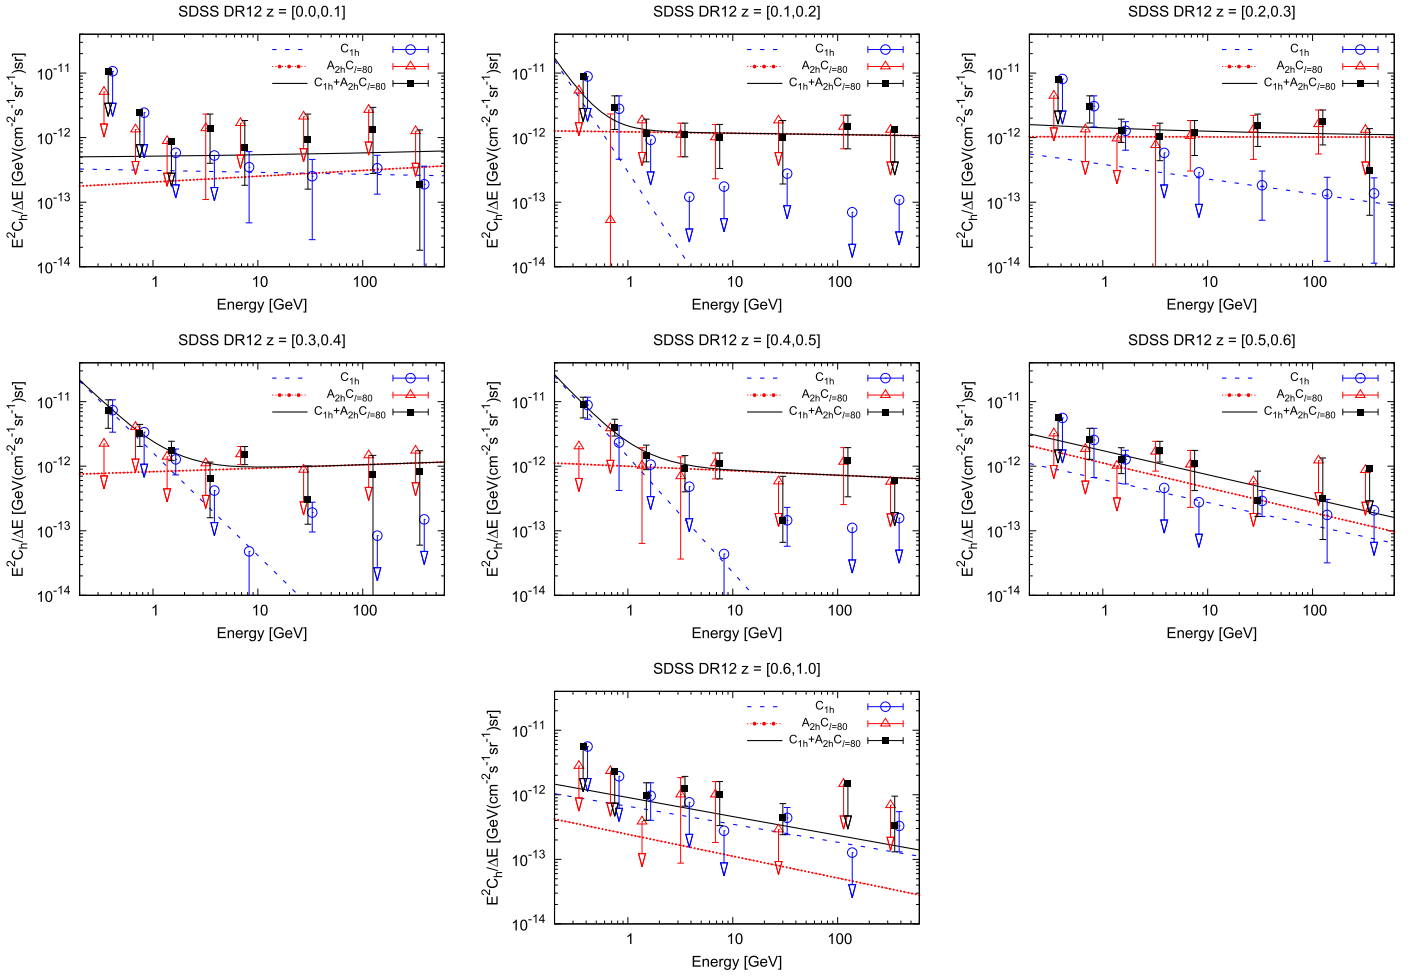 SDSS DR12 z = [0.0,0.1]
E²Cₕ/ΔE [GeV(cm⁻²s⁻¹sr⁻¹)sr]
10⁻¹¹
10⁻¹²
10⁻¹³
10⁻¹⁴
C1h
A2hCl=80
C1h+A2hCl=80
1 10 100
Energy [GeV]
SDSS DR12 z = [0.1,0.2]
E²Cₕ/ΔE [GeV(cm⁻²s⁻¹sr⁻¹)sr]
10⁻¹¹
10⁻¹²
10⁻¹³
10⁻¹⁴
C1h
A2hCl=80
C1h+A2hCl=80
1 10 100
Energy [GeV]
SDSS DR12 z = [0.2,0.3]
E²Cₕ/ΔE [GeV(cm⁻²s⁻¹sr⁻¹)sr]
10⁻¹¹
10⁻¹²
10⁻¹³
10⁻¹⁴
C1h
A2hCl=80
C1h+A2hCl=80
1 10 100
Energy [GeV]
SDSS DR12 z = [0.3,0.4]
E²Cₕ/ΔE [GeV(cm⁻²s⁻¹sr⁻¹)sr]
10⁻¹¹
10⁻¹²
10⁻¹³
10⁻¹⁴
C1h
A2hCl=80
C1h+A2hCl=80
1 10 100
Energy [GeV]
SDSS DR12 z = [0.4,0.5]
E²Cₕ/ΔE [GeV(cm⁻²s⁻¹sr⁻¹)sr]
10⁻¹¹
10⁻¹²
10⁻¹³
10⁻¹⁴
C1h
A2hCl=80
C1h+A2hCl=80
1 10 100
Energy [GeV]
SDSS DR12 z = [0.5,0.6]
E²Cₕ/ΔE [GeV(cm⁻²s⁻¹sr⁻¹)sr]
10⁻¹¹
10⁻¹²
10⁻¹³
10⁻¹⁴
C1h
A2hCl=80
C1h+A2hCl=80
1 10 100
Energy [GeV]
SDSS DR12 z = [0.6,1.0]
E²Cₕ/ΔE [GeV(cm⁻²s⁻¹sr⁻¹)sr]
10⁻¹¹
10⁻¹²
10⁻¹³
10⁻¹⁴
C1h
A2hCl=80
C1h+A2hCl=80
1 10 100
Energy [GeV]